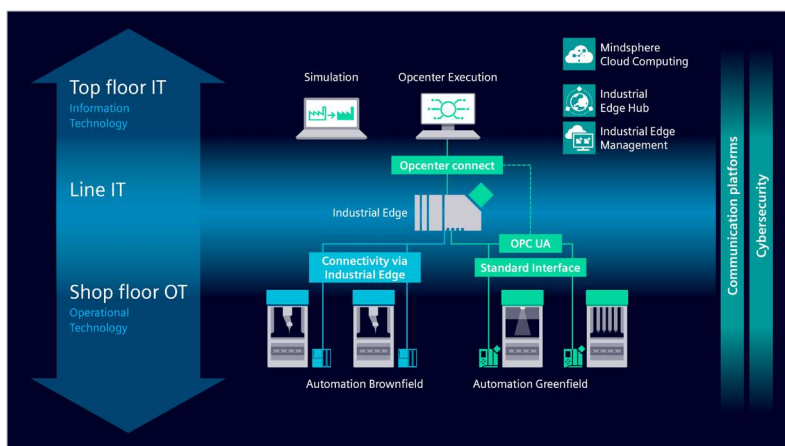 Top floor IT
Information
Technology
Line IT
Shop floor OT
Operational
Technology
Simulation
Opcenter Execution
Opcenter connect
Industrial Edge
OPC UA
Connectivity via
Industrial Edge
Standard Interface
Automation Brownfield
Automation Greenfield
Mindsphere
Cloud Computing
Industrial
Edge Hub
Industrial Edge
Management
Communication platforms
Cybersecurity